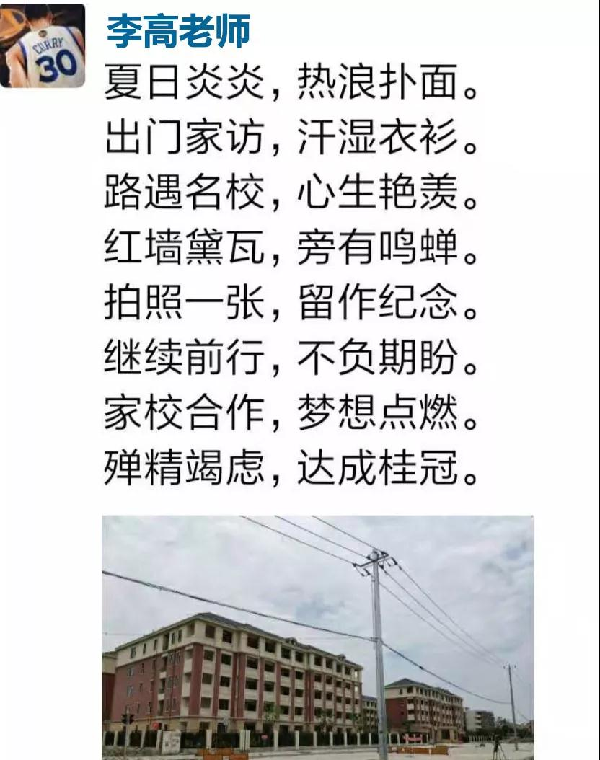 CURRY
30
李高老师
夏日炎炎，热浪扑面。
出门家访，汗湿衣衫。
路遇名校，心生艳羡。
红墙黛瓦，旁有鸣蝉。
拍照一张，留作纪念。
继续前行，不负期盼。
家校合作，梦想点燃。
殚精竭虑，达成桂冠。